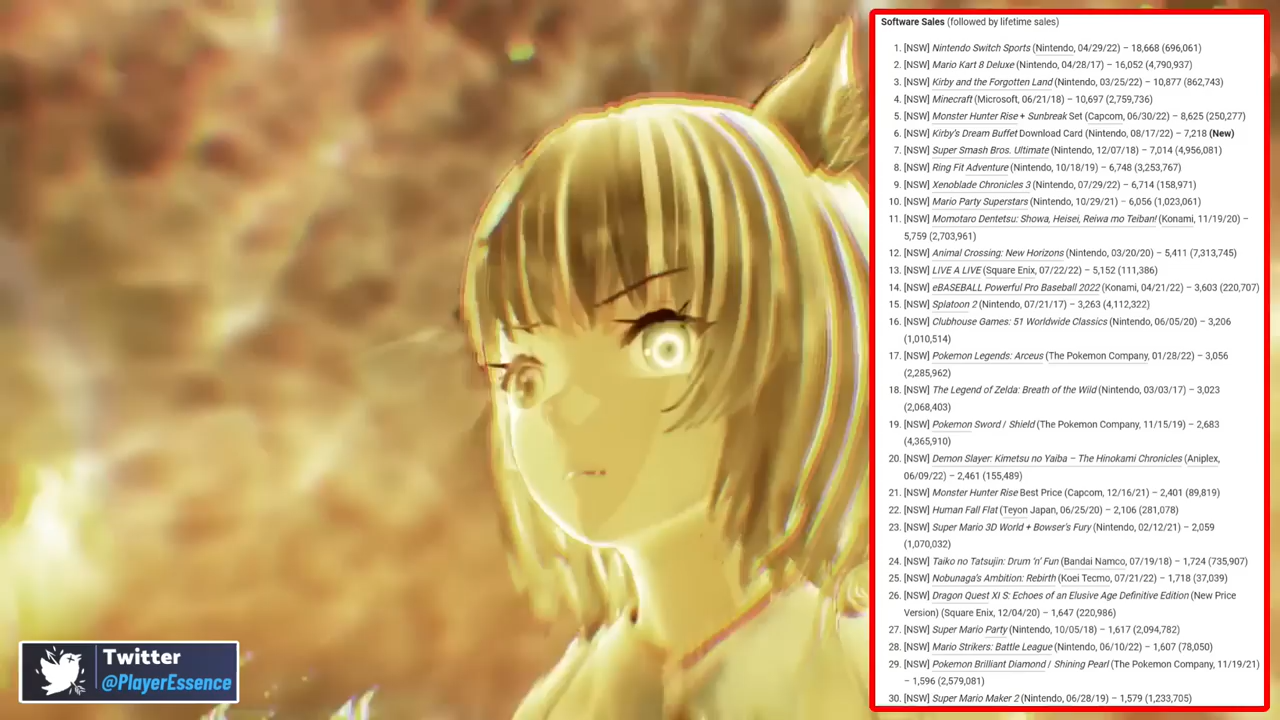 Software Sales (followed by lifetime sales)
1. [NSW] Nintendo Switch Sports (Nintendo, 04/29/22) – 18,668 (696,061)
2. [NSW] Mario Kart 8 Deluxe (Nintendo, 04/28/17) – 16,052 (4,790,937)
3. [NSW] Kirby and the Forgotten Land (Nintendo, 03/25/22) – 10,877 (862,743)
4. [NSW] Minecraft (Microsoft, 06/21/18) – 10,697 (2,759,736)
5. [NSW] Monster Hunter Rise + Sunbreak Set (Capcom, 06/30/22) – 8,625 (250,277)
6. [NSW] Kirby’s Dream Buffet Download Card (Nintendo, 08/17/22) – 7,218 (New)
7. [NSW] Super Smash Bros. Ultimate (Nintendo, 12/07/18) – 7,014 (4,956,081)
8. [NSW] Ring Fit Adventure (Nintendo, 10/18/19) – 6,748 (3,253,767)
9. [NSW] Xenoblade Chronicles 3 (Nintendo, 07/29/22) – 6,714 (158,971)
10. [NSW] Mario Party Superstars (Nintendo, 10/29/21) – 6,056 (1,023,061)
11. [NSW] Momotaro Dentetsu: Showa, Heisei, Reiwa mo Teiban! (Konami, 11/19/20) –
5,759 (2,703,961)
12. [NSW] Animal Crossing: New Horizons (Nintendo, 03/20/20) – 5,411 (7,313,745)
13. [NSW] LIVE A LIVE (Square Enix, 07/22/22) – 5,152 (111,386)
14. [NSW] eBASEBALL Powerful Pro Baseball 2022 (Konami, 04/21/22) – 3,603 (220,707)
15. [NSW] Splatoon 2 (Nintendo, 07/21/17) – 3,263 (4,112,322)
16. [NSW] Clubhouse Games: 51 Worldwide Classics (Nintendo, 06/05/20) – 3,206
(1,010,514)
17. [NSW] Pokemon Legends: Arceus (The Pokemon Company, 01/28/22) – 3,056
(2,285,962)
18. [NSW] The Legend of Zelda: Breath of the Wild (Nintendo, 03/03/17) – 3,023
(2,068,403)
19. [NSW] Pokemon Sword / Shield (The Pokemon Company, 11/15/19) – 2,683
(4,365,910)
20. [NSW] Demon Slayer: Kimetsu no Yaiba – The Hinokami Chronicles (Aniplex,
06/09/22) – 2,461 (155,489)
21. [NSW] Monster Hunter Rise Best Price (Capcom, 12/16/21) – 2,401 (89,819)
22. [NSW] Human Fall Flat (Teyon Japan, 06/25/20) – 2,106 (281,078)
23. [NSW] Super Mario 3D World + Bowser’s Fury (Nintendo, 02/12/21) – 2,059
(1,070,032)
24. [NSW] Taiko no Tatsujin: Drum ‘n’ Fun (Bandai Namco, 07/19/18) – 1,724 (735,907)
25. [NSW] Nobunaga’s Ambition: Rebirth (Koei Tecmo, 07/21/22) – 1,718 (37,039)
26. [NSW] Dragon Quest XI S: Echoes of an Elusive Age Definitive Edition (New Price
Version) (Square Enix, 12/04/20) – 1,647 (220,986)
27. [NSW] Super Mario Party (Nintendo, 10/05/18) – 1,617 (2,094,782)
28. [NSW] Mario Strikers: Battle League (Nintendo, 06/10/22) – 1,607 (78,050)
29. [NSW] Pokemon Brilliant Diamond / Shining Pearl (The Pokemon Company, 11/19/21)
– 1,596 (2,579,081)
30. [NSW] Super Mario Maker 2 (Nintendo, 06/28/19) – 1,579 (1,233,705)
Twitter
@PlayerEssence